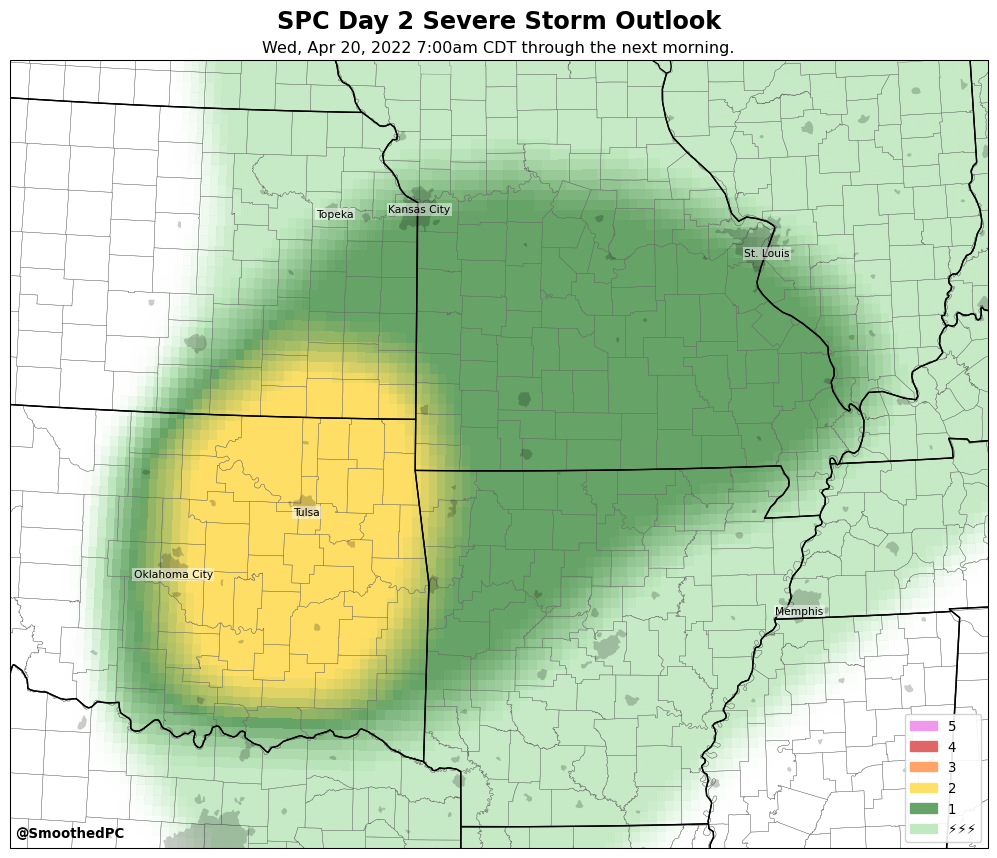 SPC Day 2 Severe Storm Outlook
Wed, Apr 20, 2022 7:00am CDT through the next morning.
Topeka
Kansas City
St. Louis
Tulsa
Oklahoma City
Memphis
5
4
3
2
1
⚡⚡⚡
@SmoothedPC